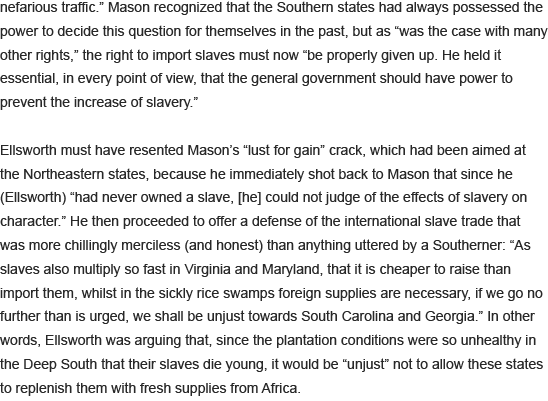 nefarious traffic.” Mason recognized that the Southern states had always possessed the
power to decide this question for themselves in the past, but as “was the case with many
other rights,” the right to import slaves must now “be properly given up. He held it
essential, in every point of view, that the general government should have power to
prevent the increase of slavery.”
Ellsworth must have resented Mason’s “lust for gain” crack, which had been aimed at
the Northeastern states, because he immediately shot back to Mason that since he
(Ellsworth) “had never owned a slave, [he] could not judge of the effects of slavery on
character.” He then proceeded to offer a defense of the international slave trade that
was more chillingly merciless (and honest) than anything uttered by a Southerner: “As
slaves also multiply so fast in Virginia and Maryland, that it is cheaper to raise than
import them, whilst in the sickly rice swamps foreign supplies are necessary, if we go no
further than is urged, we shall be unjust towards South Carolina and Georgia.” In other
words, Ellsworth was arguing that, since the plantation conditions were so unhealthy in
the Deep South that their slaves die young, it would be “unjust” not to allow these states
to replenish them with fresh supplies from Africa.